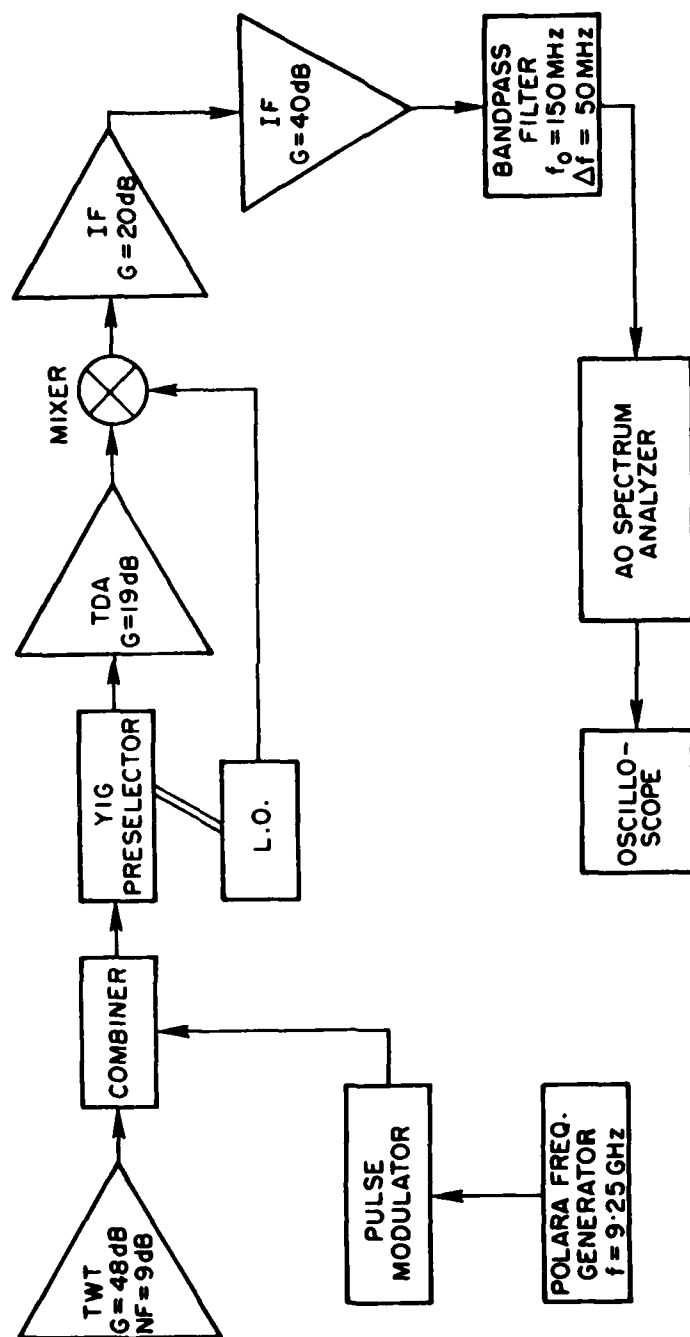 TWT
G=48dB
NF=9dB
COMBINER
YIG
PRESELECTOR
TDA
G=19dB
MIXER
IF
G=20dB
IF
G=40dB
BANDPASS
FILTER
f₀=150MHz
Δf = 50MHz
L.O.
PULSE
MODULATOR
POLARA FREQ.
GENERATOR
f=9.25GHz
OSCILLO-
SCOPE
AO SPECTRUM
ANALYZER